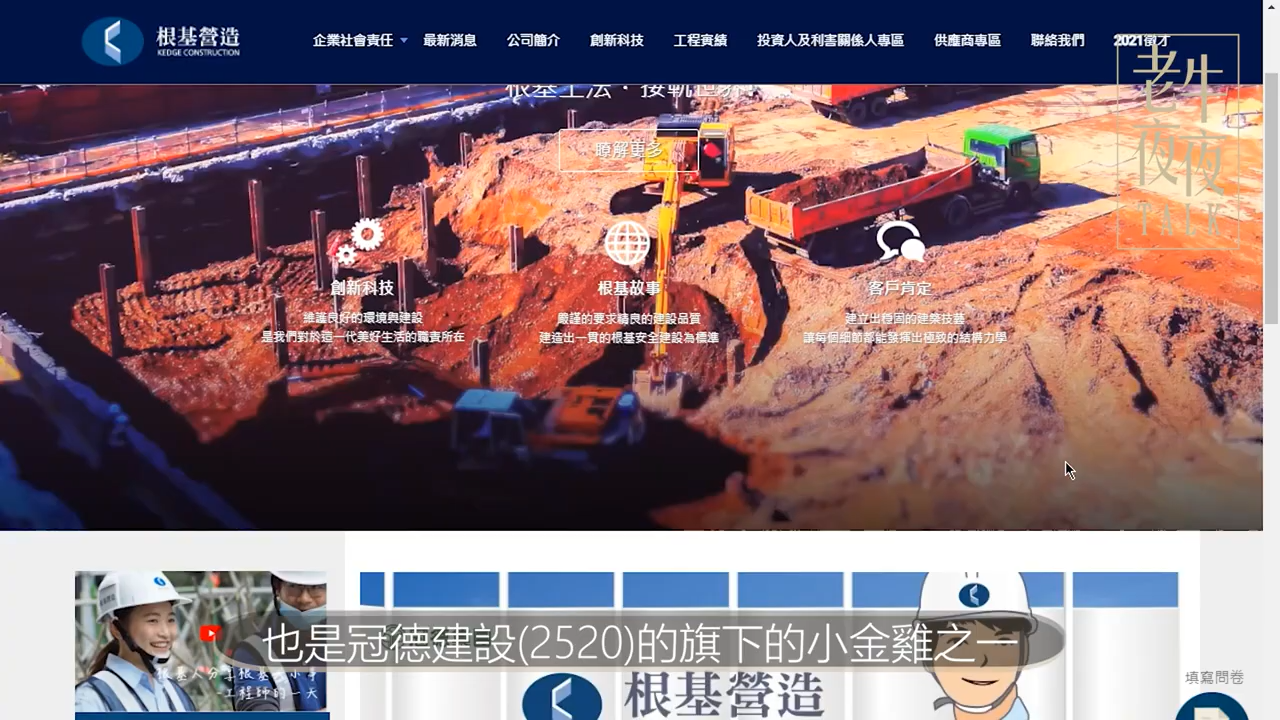 根基營造
KEDGE CONSTRUCTION
企業社會責任 最新消息 公司簡介 創新科技 工程實績 投資人及利害關係人專區 供應商專區 聯絡我們 2021徵才
老牛
夜夜
TALK
瞭解更多
創新科技
維護良好的環境與建設
是我們對於這一代美好生活的職責所在
根基故事
嚴謹的要求精良的建設品質
建造出一貫的根基安全建設為標準
客戶肯定
建立出穩固的建築技藝
讓每個細節都能發揮出極致的結構力學
也是冠德建設(2520)的旗下的小金雞之一
工程師的一天
根基營造
填寫問卷